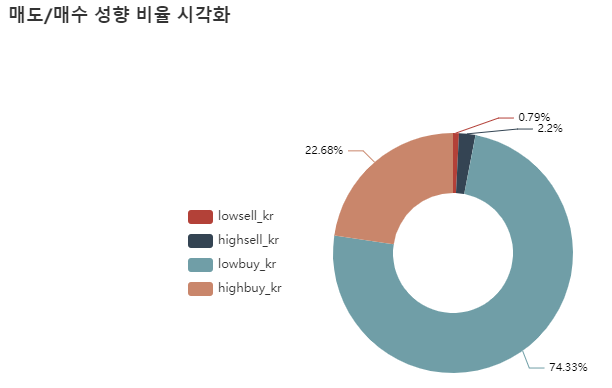 매도/매수 성향 비율 시각화
0.79%
2.2%
22.68%
lowsell_kr
highsell_kr
lowbuy_kr
highbuy_kr
74.33%